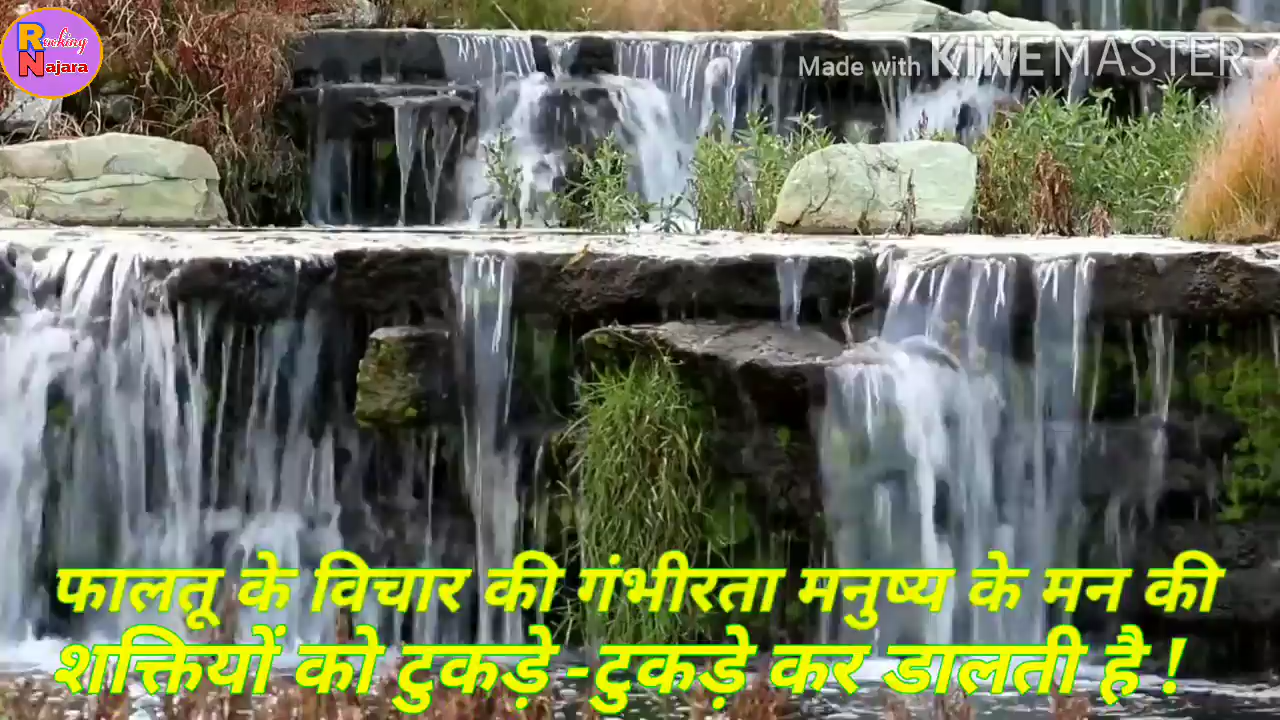 Rocking
Najara
Made with KINEMASTER
फालतू के विचार की गंभीरता मनुष्य के मन की
शक्तियों को टुकड़े -टुकड़े कर डालती है !